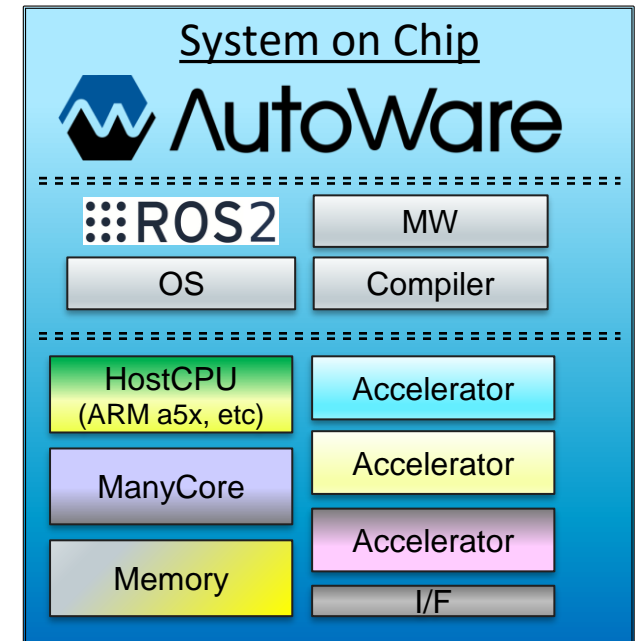 System on Chip
AutoWare
ROS2
MW
OS
Compiler
HostCPU
(ARM a5x, etc)
Accelerator
ManyCore
Accelerator
Memory
Accelerator
I/F